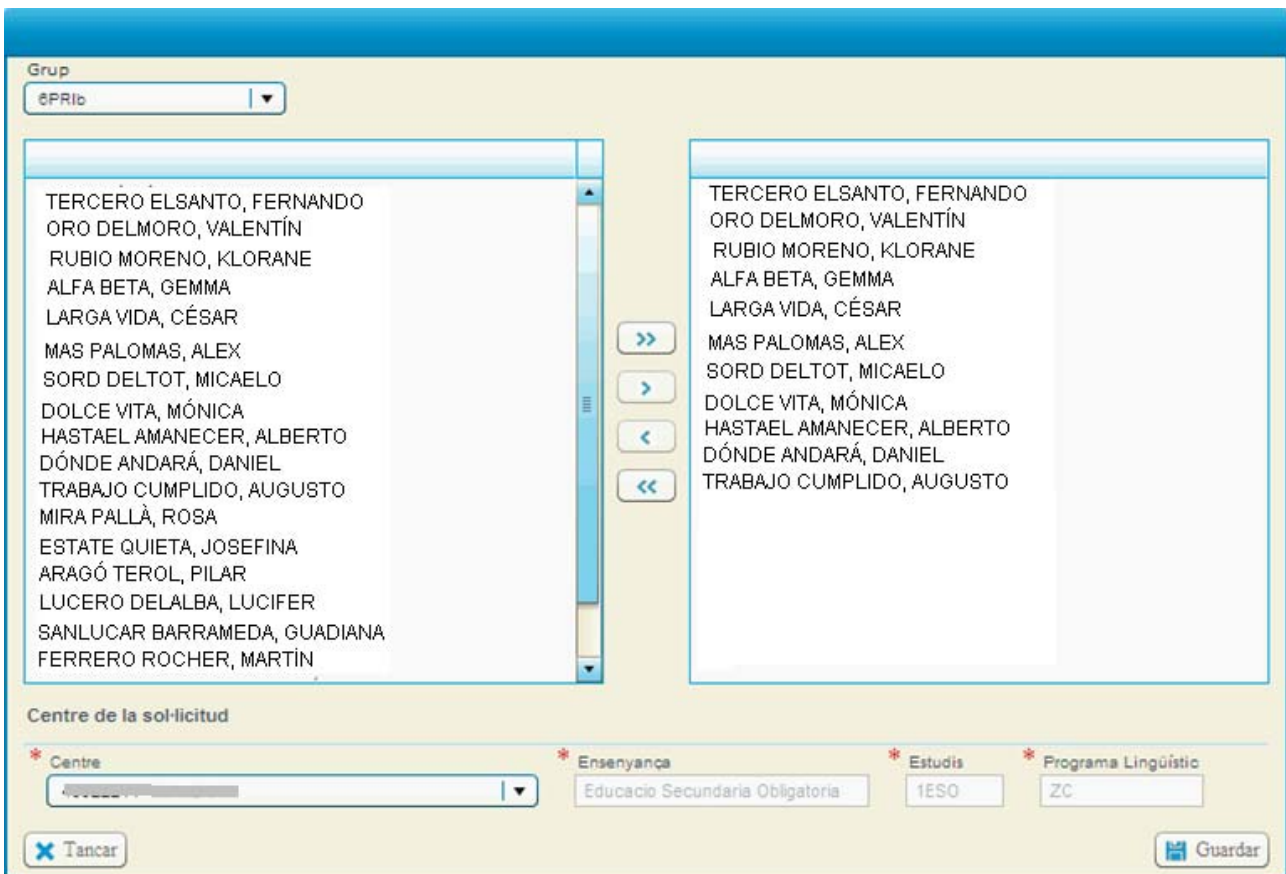 Grup
6PRIb
TERCERO ELSANTO, FERNANDO
ORO DELMORO, VALENTÍN
RUBIO MORENO, KLORANE
ALFA BETA, GEMMA
LARGA VIDA, CÉSAR
MAS PALOMAS, ALEX
SORD DELTOT, MICAELO
DOLCE VITA, MÓNICA
HASTAEL AMANECER, ALBERTO
DÓNDE ANDARÁ, DANIEL
TRABAJO CUMPLIDO, AUGUSTO
MIRA PALLÀ, ROSA
ESTATE QUIETA, JOSEFINA
ARAGÓ TEROL, PILAR
LUCERO DELALBA, LUCIFER
SANLUCAR BARRAMEDA, GUADIANA
FERRERO ROCHER, MARTÍN
>>
>
<
<<
TERCERO ELSANTO, FERNANDO
ORO DELMORO, VALENTÍN
RUBIO MORENO, KLORANE
ALFA BETA, GEMMA
LARGA VIDA, CÉSAR
MAS PALOMAS, ALEX
SORD DELTOT, MICAELO
DOLCE VITA, MÓNICA
HASTAEL AMANECER, ALBERTO
DÓNDE ANDARÁ, DANIEL
TRABAJO CUMPLIDO, AUGUSTO
Centre de la sol·licitud
* Centre * Ensenyança * Estudis * Programa Lingüístic
Educacio Secundaria Obligatoria 1ESO ZC
Tancar Guardar